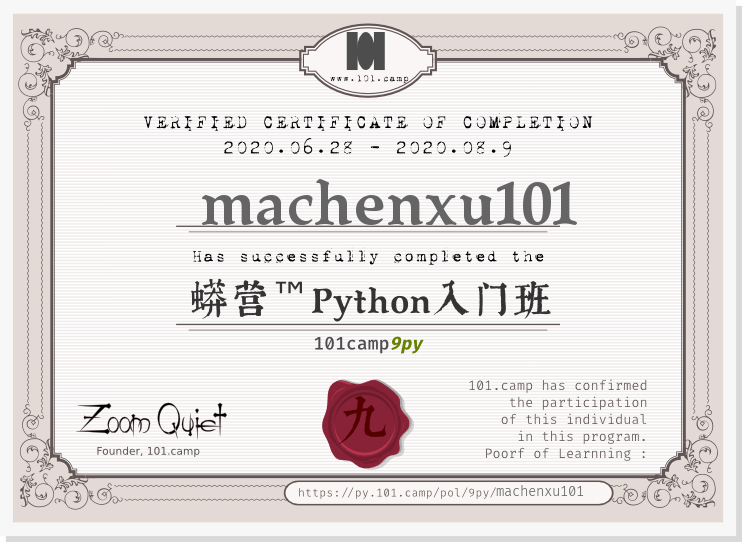 www.101.camp
VERIFIED CERTIFICATE OF COMPLETION
2020.06.28 - 2020.08.9
machenxu101
Has successfully completed the
蟒营™Python入门班
101camp9py
九
101.camp has confirmed
the participation
of this individual
in this program.
Poorf of Learnning :
Zoom Quiet
Founder, 101.camp
https://py.101.camp/pol/9py/machenxu101